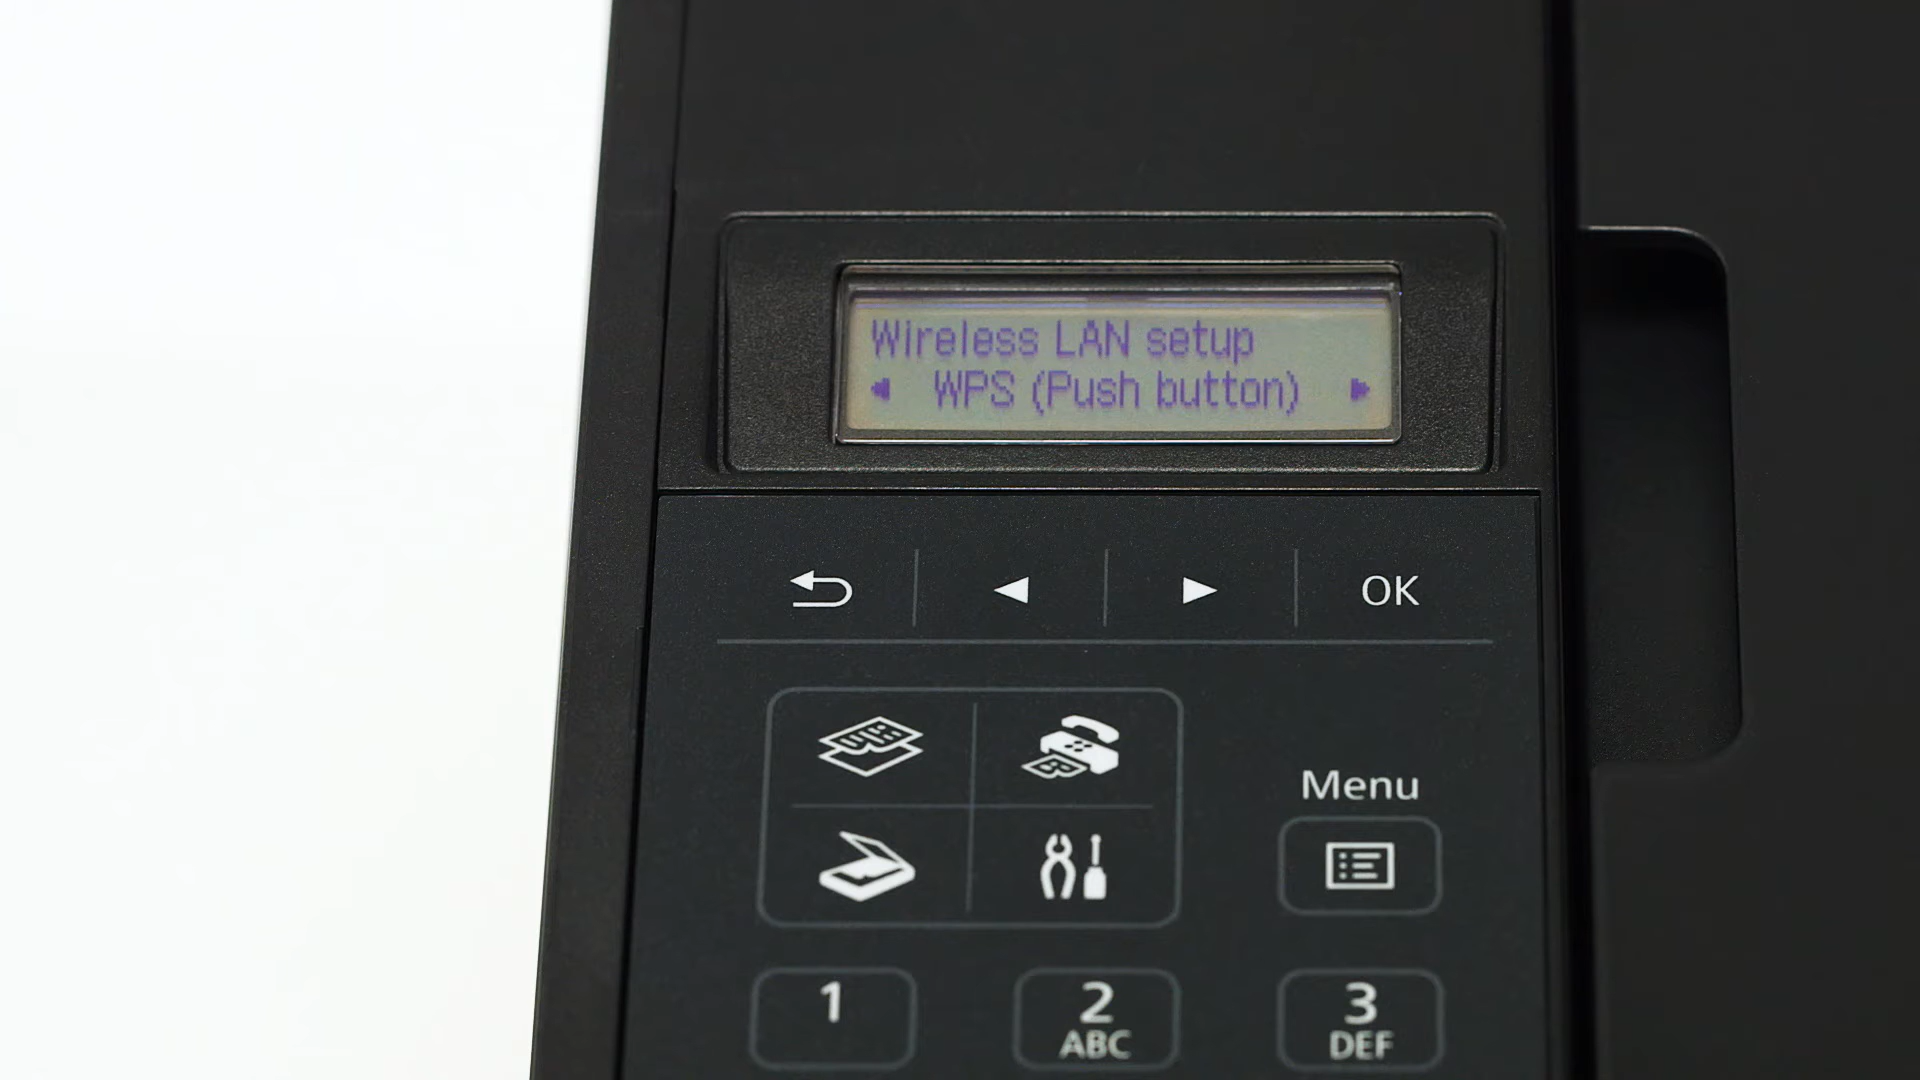 Wireless LAN setup
WPS (Push button)
OK
Menu
1
2
ABC
3
DEF